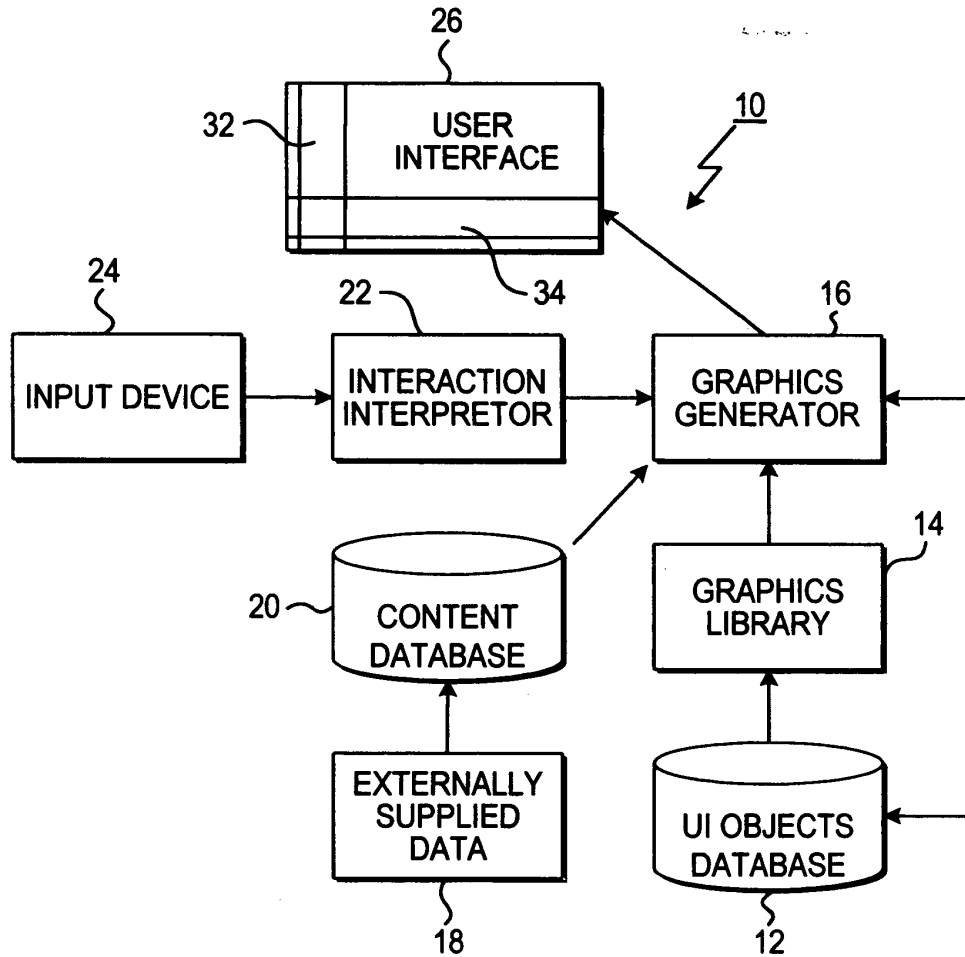 26
10
32
USER
INTERFACE
34
24
22
16
INPUT DEVICE
INTERACTION
INTERPRETOR
GRAPHICS
GENERATOR
14
20
CONTENT
DATABASE
GRAPHICS
LIBRARY
EXTERNALLY
SUPPLIED
DATA
UI OBJECTS
DATABASE
18
12